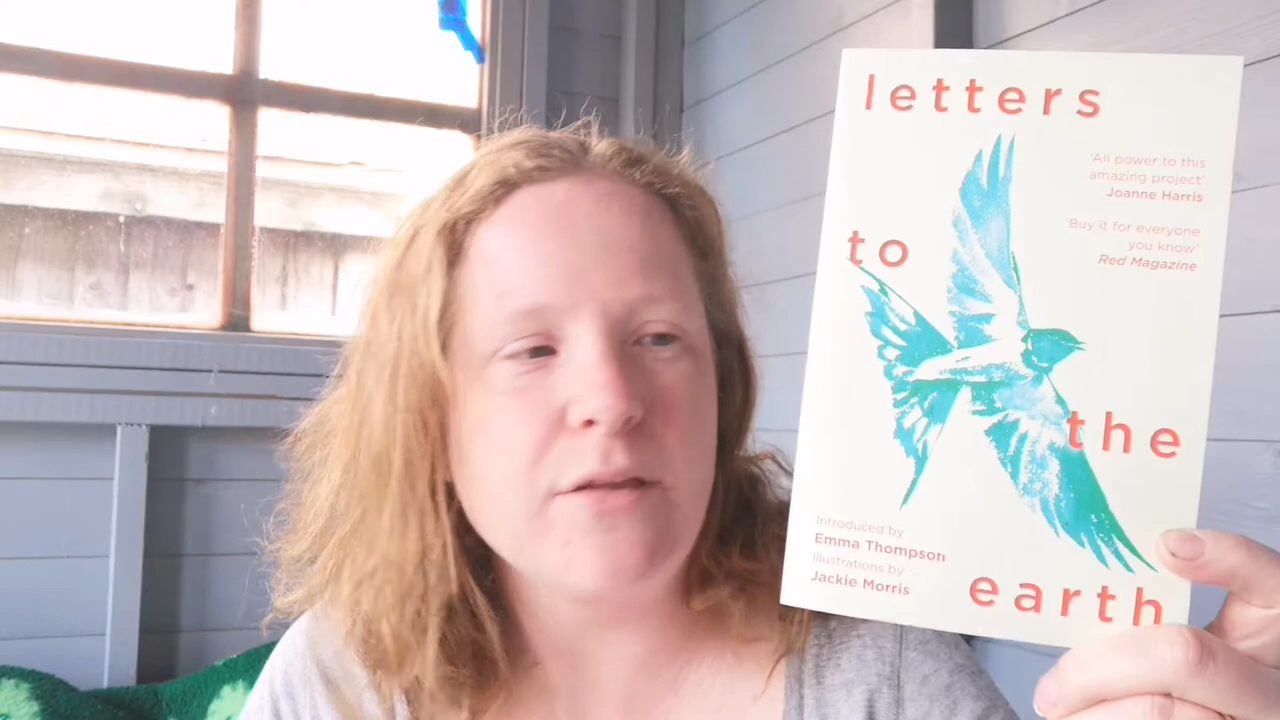 letters
'All power to this
amazing project'
Joanne Harris
'Buy it for everyone
you know'
Red Magazine
to
the
Introduced by
Emma Thompson
Illustrations by
Jackie Morris
earth